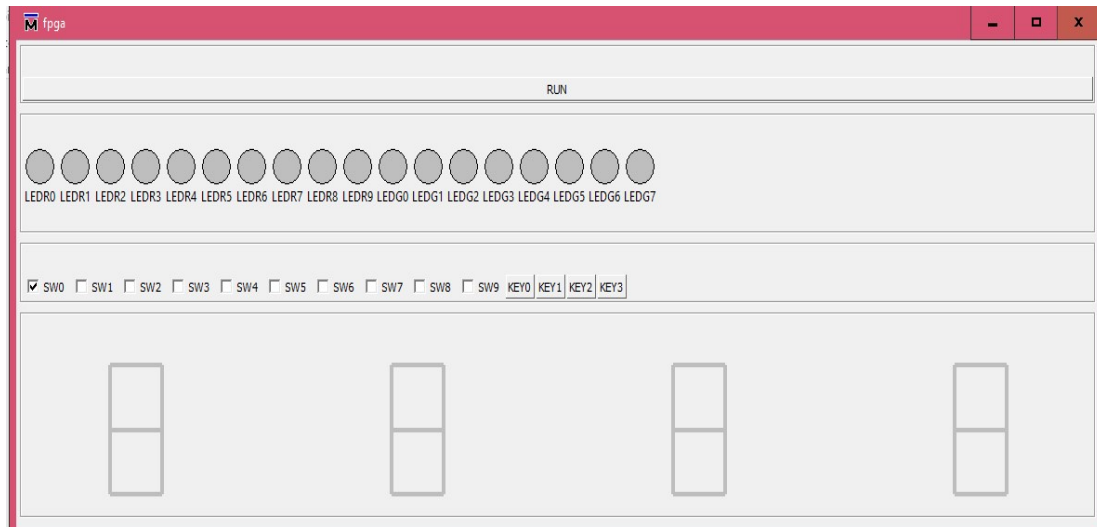 fpga
RUN
LEDR0 LEDR1 LEDR2 LEDR3 LEDR4 LEDR5 LEDR6 LEDR7 LEDR8 LEDR9 LEDG0 LEDG1 LEDG2 LEDG3 LEDG4 LEDG5 LEDG6 LEDG7
SW0 SW1 SW2 SW3 SW4 SW5 SW6 SW7 SW8 SW9 KEY0 KEY1 KEY2 KEY3